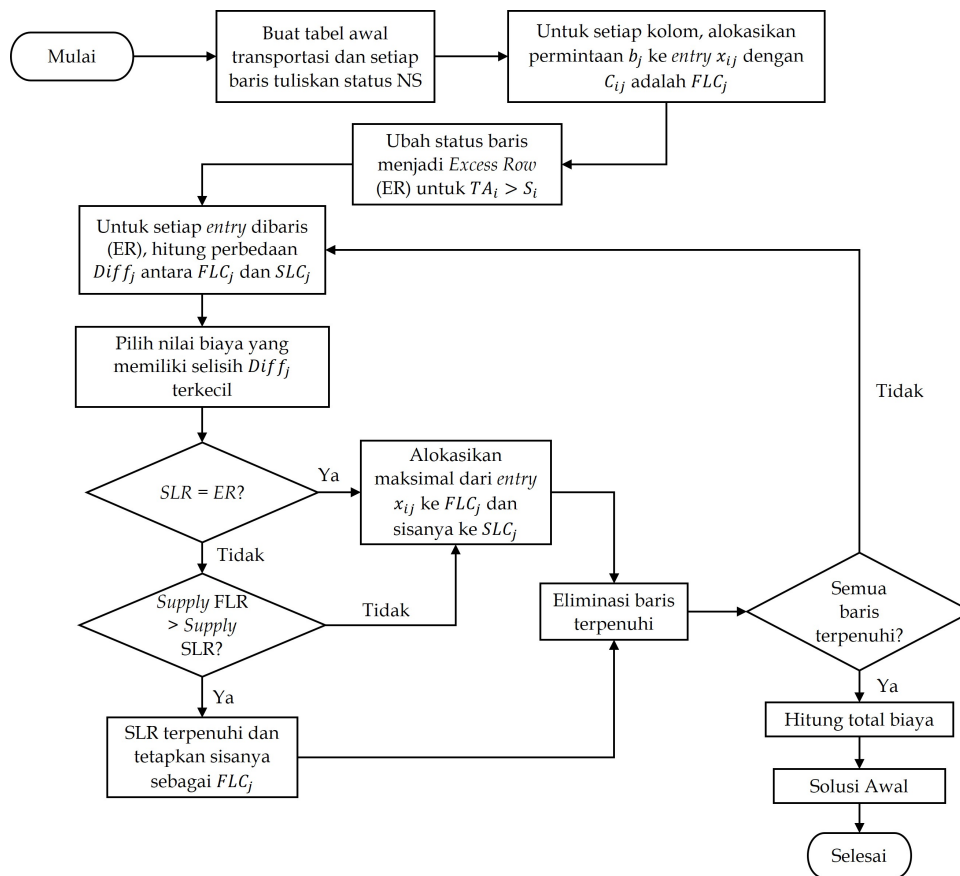 Mulai
Buat tabel awal
transportasi dan setiap
baris tuliskan status NS
Untuk setiap kolom, alokasikan
permintaan b_j ke entry x_ij dengan
C_ij adalah FLC_j
Ubah status baris
menjadi Excess Row
(ER) untuk TA_i > S_i
Untuk setiap entry dibaris
(ER), hitung perbedaan
Diff_j antara FLC_j dan SLC_j
Pilih nilai biaya yang
memiliki selisih Diff_j
terkecil
SLR = ER?
Ya
Tidak
Alokasikan
maksimal dari entry
x_ij ke FLC_j dan
sisanya ke SLC_j
Supply FLR
> Supply
SLR?
Tidak
Ya
SLR terpenuhi dan
tetapkan sisanya
sebagai FLC_j
Eliminasi baris
terpenuhi
Semua
baris
terpenuhi?
Tidak
Ya
Hitung total biaya
Solusi Awal
Selesai